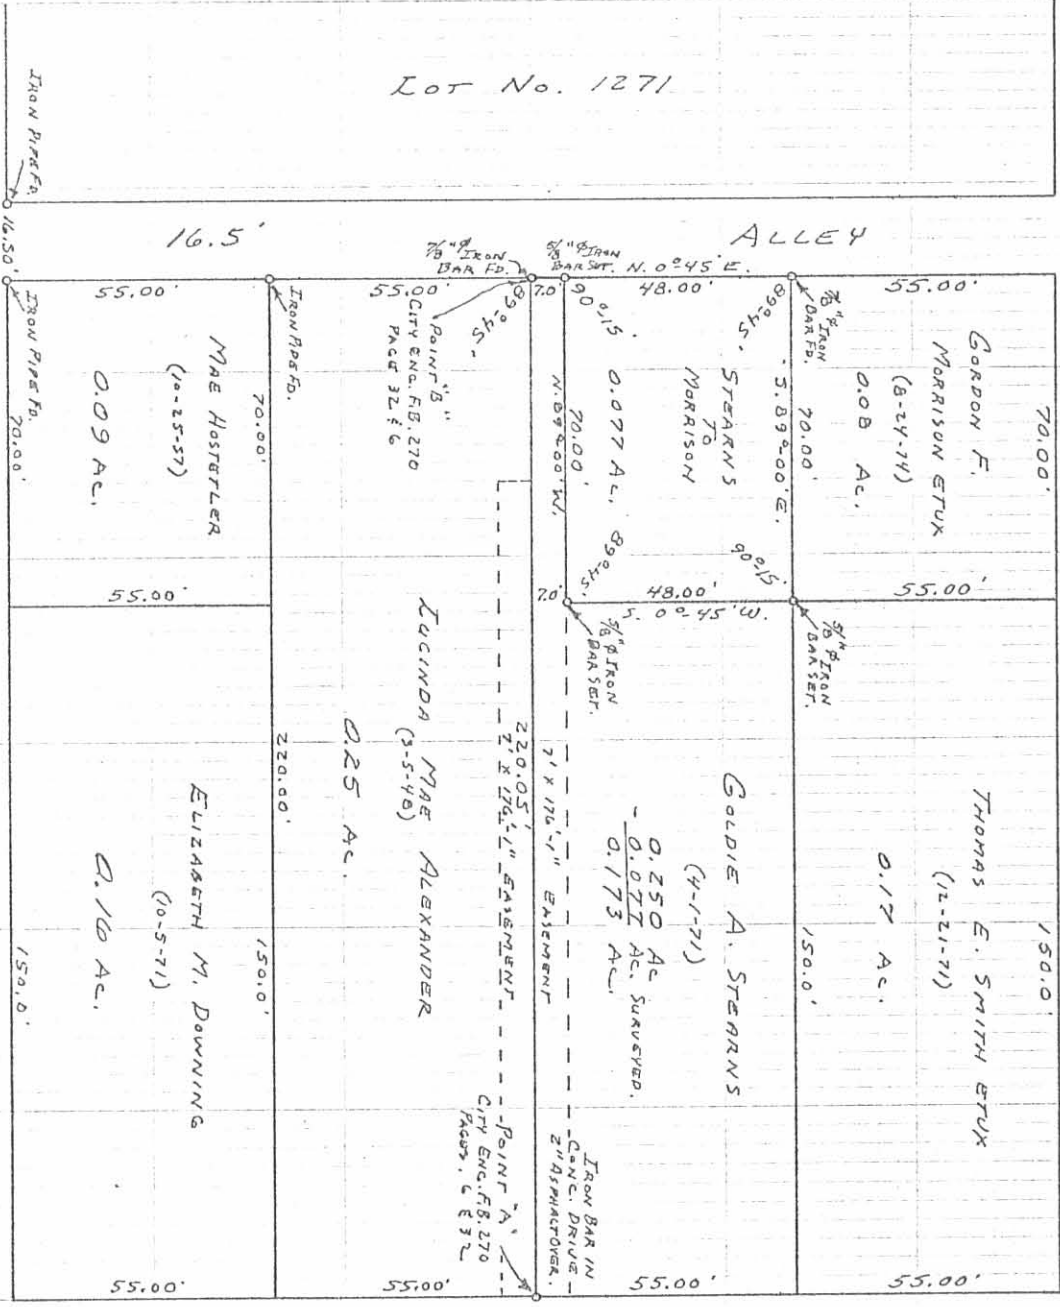 LOT No. 1271
IRON PIPE FD.
16.50'
16.5'
ALLEY
7/8" φ IRON
BAR FD.
5/8" φ IRON
BAR SET.
N. 0°-45' E.
55.00'
55.00'
7.0'
48.00'
55.00'
IRON PIPE FD.
IRON PIPE FD.
7/8" φ IRON
BAR FD.
89°-45'
90°-15'
89°-45'
POINT "B"
CITY ENG. F.B. 270
PAGE 32 & 6
GORDON F.
MORRISON ETUX
(8-24-74)
0.08 Ac.
70.00'
70.00'
S. 89°-00' E.
STEARNS
TO
MORRISON
0.077 Ac.
70.00'
N. 89°-00' W.
89°-45'
90°-15'
MAE HOSTETLER
(10-25-57)
0.09 Ac.
70.00'
70.00'
55.00'
7.0'
48.00'
S. 0°-45' W.
55.00'
5/8" φ IRON
BAR SET.
5/8" φ IRON
BAR SET.
THOMAS E. SMITH ETUX
(12-21-71)
0.17 Ac.
150.0'
150.0'
GOLDIE A. STEARNS
(4-1-71)
0.250 Ac
- 0.077 Ac. SURVEYED.
0.173 Ac.
7' x 176'-1" EASEMENT
220.05'
7' x 176'-1" EASEMENT
LUCINDA MAE ALEXANDER
(3-5-48)
0.25 Ac.
220.00'
ELIZABETH M. DOWNING
(10-5-71)
0.16 Ac.
150.0'
150.0'
IRON BAR IN
CONC. DRIVE
2" ASPHALT OVER.
POINT "A"
CITY ENG. F.B. 270
PAGES. 6 & 32
55.00'
55.00'
55.00'
55.00'